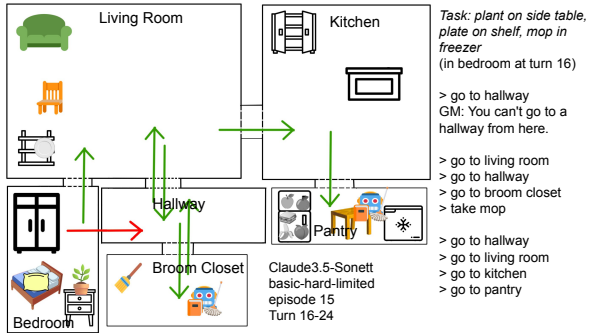 Living Room
Kitchen
Hallway
Pantry
Broom Closet
Bedroom
Claude3.5-Sonett
basic-hard-limited
episode 15
Turn 16-24
Task: plant on side table,
plate on shelf, mop in
freezer
(in bedroom at turn 16)
> go to hallway
GM: You can't go to a
hallway from here.
> go to living room
> go to hallway
> go to broom closet
> take mop
> go to hallway
> go to living room
> go to kitchen
> go to pantry